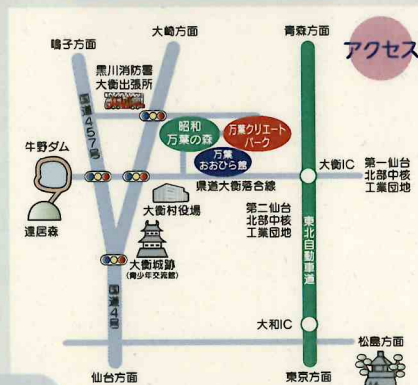 アクセス
鳴子方面
大崎方面
青森方面
黒川消防署
大衡出張所
国道457号
昭和
万葉の森
万葉クリエート
パーク
万葉
おおひら館
牛野ダム
達居森
県道大衡落合線
大衡IC
第一仙台
北部中核
工業団地
大衡村役場
第二仙台
北部中核
工業団地
東北自動車道
大衡城跡
(青少年交流館)
国道4号
大和IC
松島方面
仙台方面
東京方面